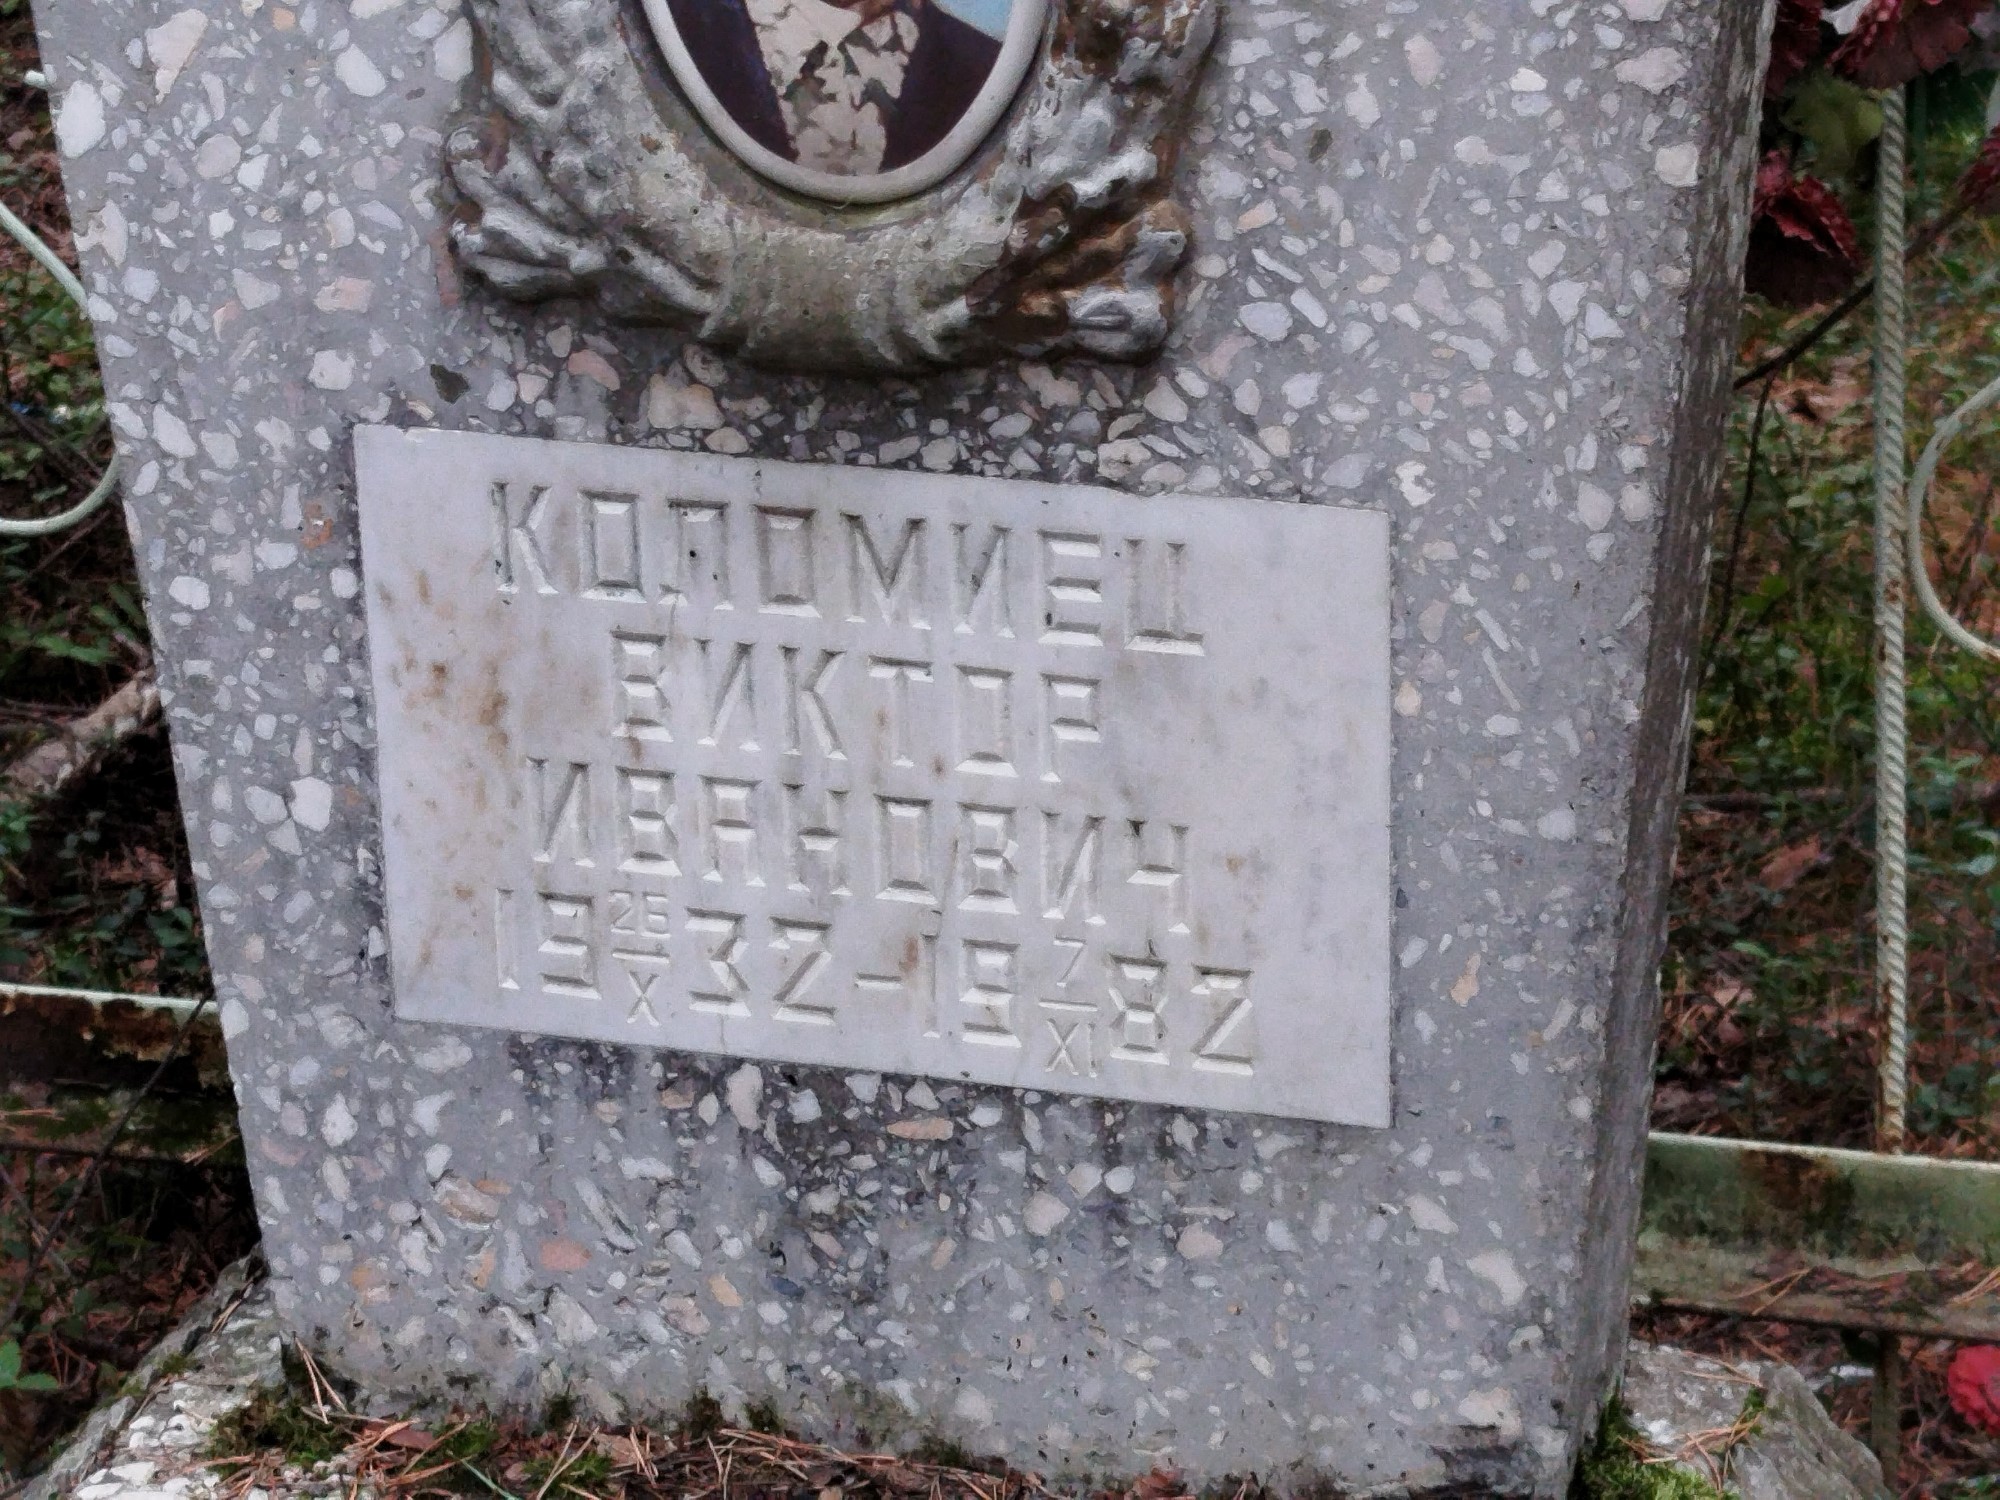 КОЛОМИЕЦ
ВИКТОР
ИВАНОВИЧ
19 26/X 32 - 19 7/XI 82